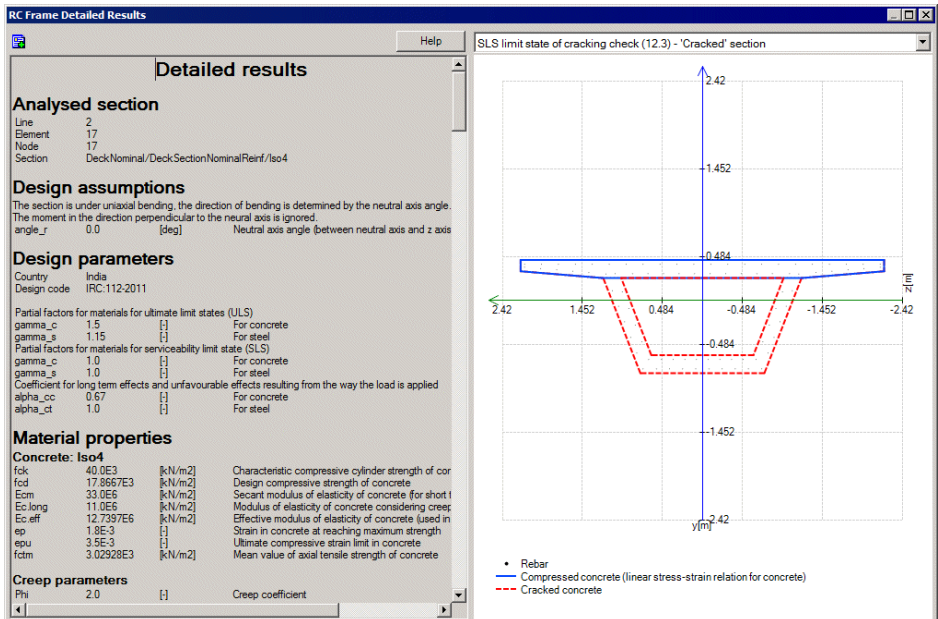 RC Frame Detailed Results
Help
SLS limit state of cracking check (12.3) - 'Cracked' section
Detailed results
Analysed section
Line 2
Element 17
Node 17
Section DeckNominal/DeckSectionNominalReinf/Iso4
Design assumptions
The section is under uniaxial bending, the direction of bending is determined by the neutral axis angle.
The moment in the direction perpendicular to the neural axis is ignored.
angle_r 0.0 [deg] Neutral axis angle (between neutral axis and z axis
Design parameters
Country India
Design code IRC:112-2011
Partial factors for materials for ultimate limit states (ULS)
gamma_c 1.5 [-] For concrete
gamma_s 1.15 [-] For steel
Partial factors for materials for serviceability limit state (SLS)
gamma_c 1.0 [-] For concrete
gamma_s 1.0 [-] For steel
Coefficient for long term effects and unfavourable effects resulting from the way the load is applied
alpha_cc 0.67 [-] For concrete
alpha_ct 1.0 [-] For steel
Material properties
Concrete: Iso4
fck 40.0E3 [kN/m2] Characteristic compressive cylinder strength of cor
fcd 17.8667E3 [kN/m2] Design compressive strength of concrete
Ecm 33.0E6 [kN/m2] Secant modulus of elasticity of concrete (for short t
Ec.long 11.0E6 [kN/m2] Modulus of elasticity of concrete considering creep
Ec.eff 12.7397E6 [kN/m2] Effective modulus of elasticity of concrete (used in
ep 1.8E-3 [-] Strain in concrete at reaching maximum strength
epu 3.5E-3 [-] Ultimate compressive strain limit in concrete
fctm 3.02928E3 [kN/m2] Mean value of axial tensile strength of concrete
Creep parameters
Phi 2.0 [-] Creep coefficient
2.42
1.452
0.484
z[m]
2.42 1.452 0.484 -0.484 -1.452 -2.42
-0.484
-1.452
-2.42
y[m]
Rebar
Compressed concrete (linear stress-strain relation for concrete)
Cracked concrete